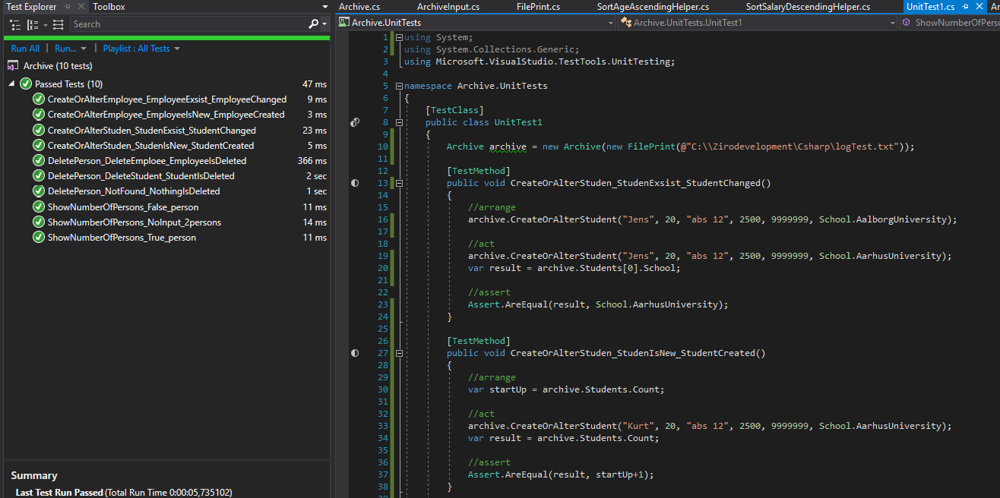 Test Explorer
Toolbox
Search
Run All | Run... | Playlist : All Tests
Archive (10 tests)
Passed Tests (10) 47 ms
CreateOrAlterEmployee_EmployeeExsist_EmployeeChanged 9 ms
CreateOrAlterEmployee_EmployeeIsNew_EmployeeCreated 3 ms
CreateOrAlterStuden_StudenExsist_StudentChanged 23 ms
CreateOrAlterStuden_StudenIsNew_StudentCreated 5 ms
DeletePerson_DeleteEmploee_EmployeeIsDeleted 366 ms
DeletePerson_DeleteStudent_StudentIsDeleted 2 sec
DeletePerson_NotFound_NothingIsDeleted 1 sec
ShowNumberOfPersons_False_person 11 ms
ShowNumberOfPersons_NoInput_2persons 14 ms
ShowNumberOfPersons_True_person 11 ms
Summary
Last Test Run Passed (Total Run Time 0:00:05,735102)
Archive.cs ArchiveInput.cs FilePrint.cs SortAgeAscendingHelper.cs SortSalaryDescendingHelper.cs UnitTest1.cs Ar
Archive.UnitTests Archive.UnitTests.UnitTest1 ShowNumberOfPerso
1 using System;
2 using System.Collections.Generic;
3 using Microsoft.VisualStudio.TestTools.UnitTesting;
4
5 namespace Archive.UnitTests
6 {
7 [TestClass]
8 public class UnitTest1
9 {
10 Archive archive = new Archive(new FilePrint(@"C:\\Zirodevelopment\Csharp\logTest.txt"));
11
12 [TestMethod]
13 public void CreateOrAlterStuden_StudenExsist_StudentChanged()
14 {
15 //arrange
16 archive.CreateOrAlterStudent("Jens", 20, "abs 12", 2500, 9999999, School.AalborgUniversity);
17
18 //act
19 archive.CreateOrAlterStudent("Jens", 20, "abs 12", 2500, 9999999, School.AarhusUniversity);
20 var result = archive.Students[0].School;
21
22 //assert
23 Assert.AreEqual(result, School.AarhusUniversity);
24 }
25
26 [TestMethod]
27 public void CreateOrAlterStuden_StudenIsNew_StudentCreated()
28 {
29 //arrange
30 var startUp = archive.Students.Count;
31
32 //act
33 archive.CreateOrAlterStudent("Kurt", 20, "abs 12", 2500, 9999999, School.AarhusUniversity);
34 var result = archive.Students.Count;
35
36 //assert
37 Assert.AreEqual(result, startUp+1);
38 }